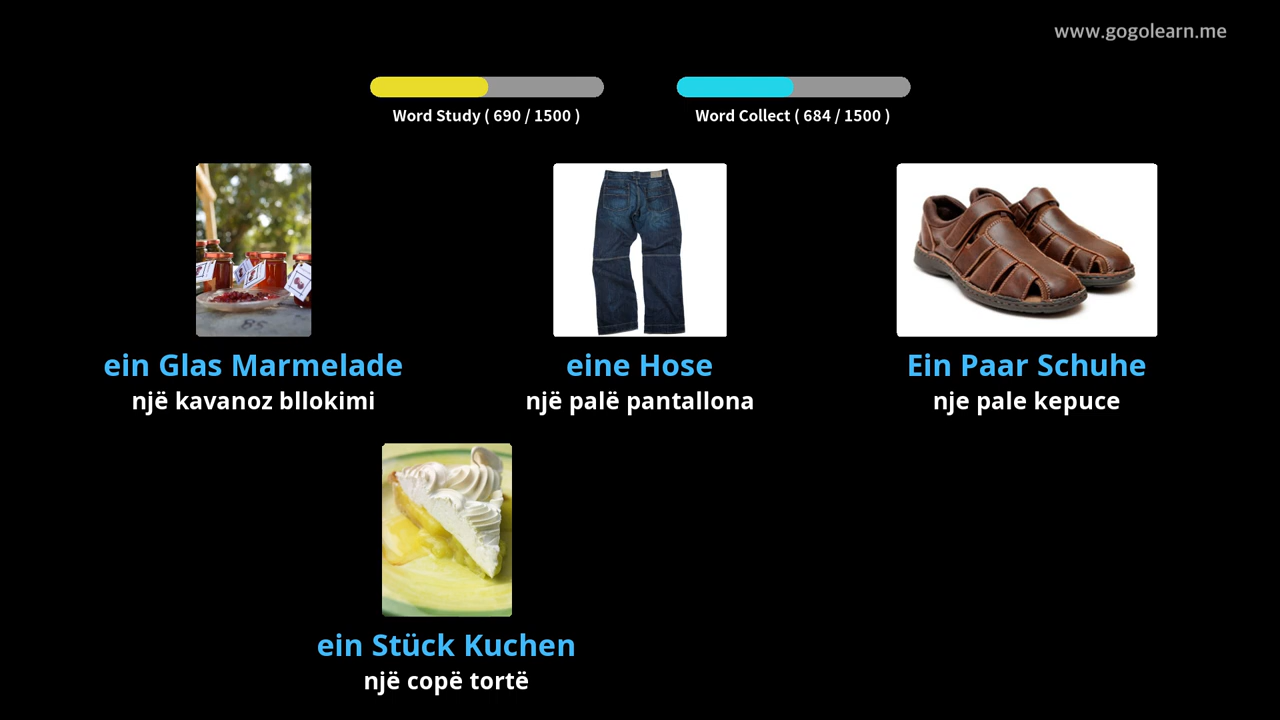 www.gogolearn.me
Word Study ( 690 / 1500 )
Word Collect ( 684 / 1500 )
ein Glas Marmelade
një kavanoz bllokimi
eine Hose
një palë pantallona
Ein Paar Schuhe
nje pale kepuce
ein Stück Kuchen
një copë tortë